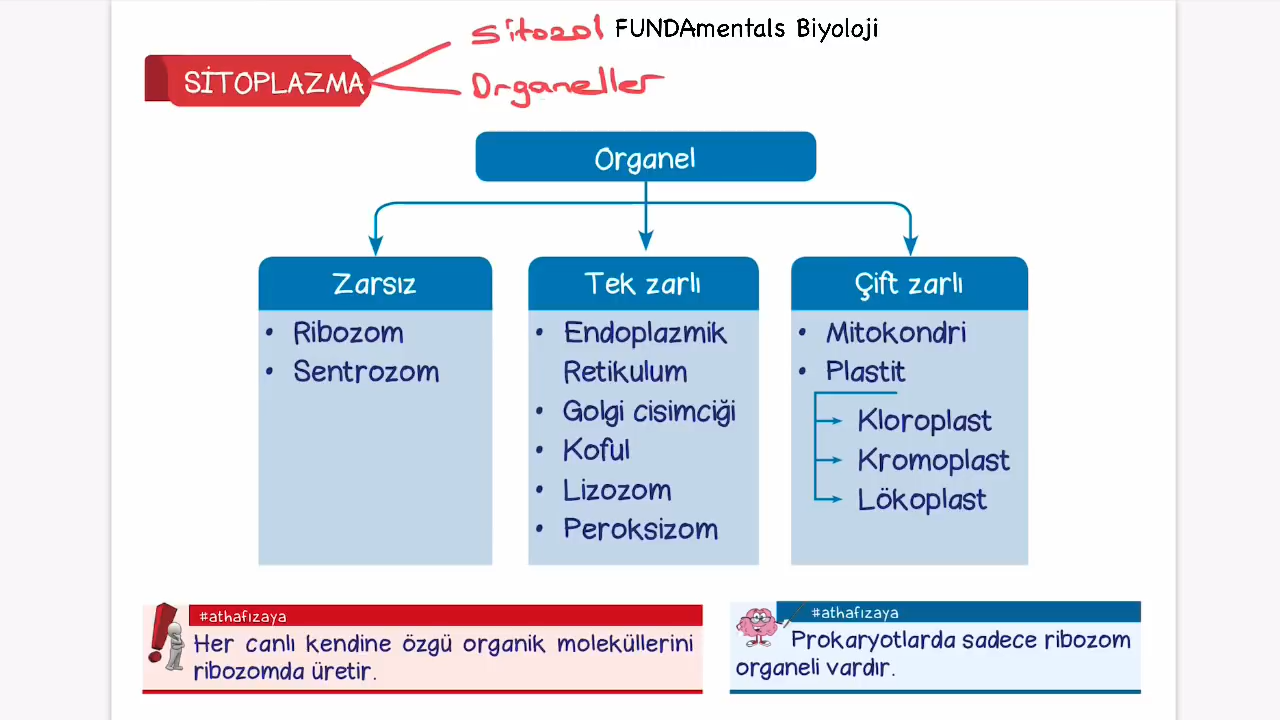 Sitozol
FUNDAmentals Biyoloji
SİTOPLAZMA
Organeller
Organel
Zarsız
• Ribozom
• Sentrozom
Tek zarlı
• Endoplazmik
Retikulum
• Golgi cisimciği
• Koful
• Lizozom
• Peroksizom
Çift zarlı
• Mitokondri
• Plastit
Kloroplast
Kromoplast
Lökoplast
#athafızaya
Her canlı kendine özgü organik moleküllerini
ribozomda üretir.
#athafızaya
Prokaryotlarda sadece ribozom
organeli vardır.